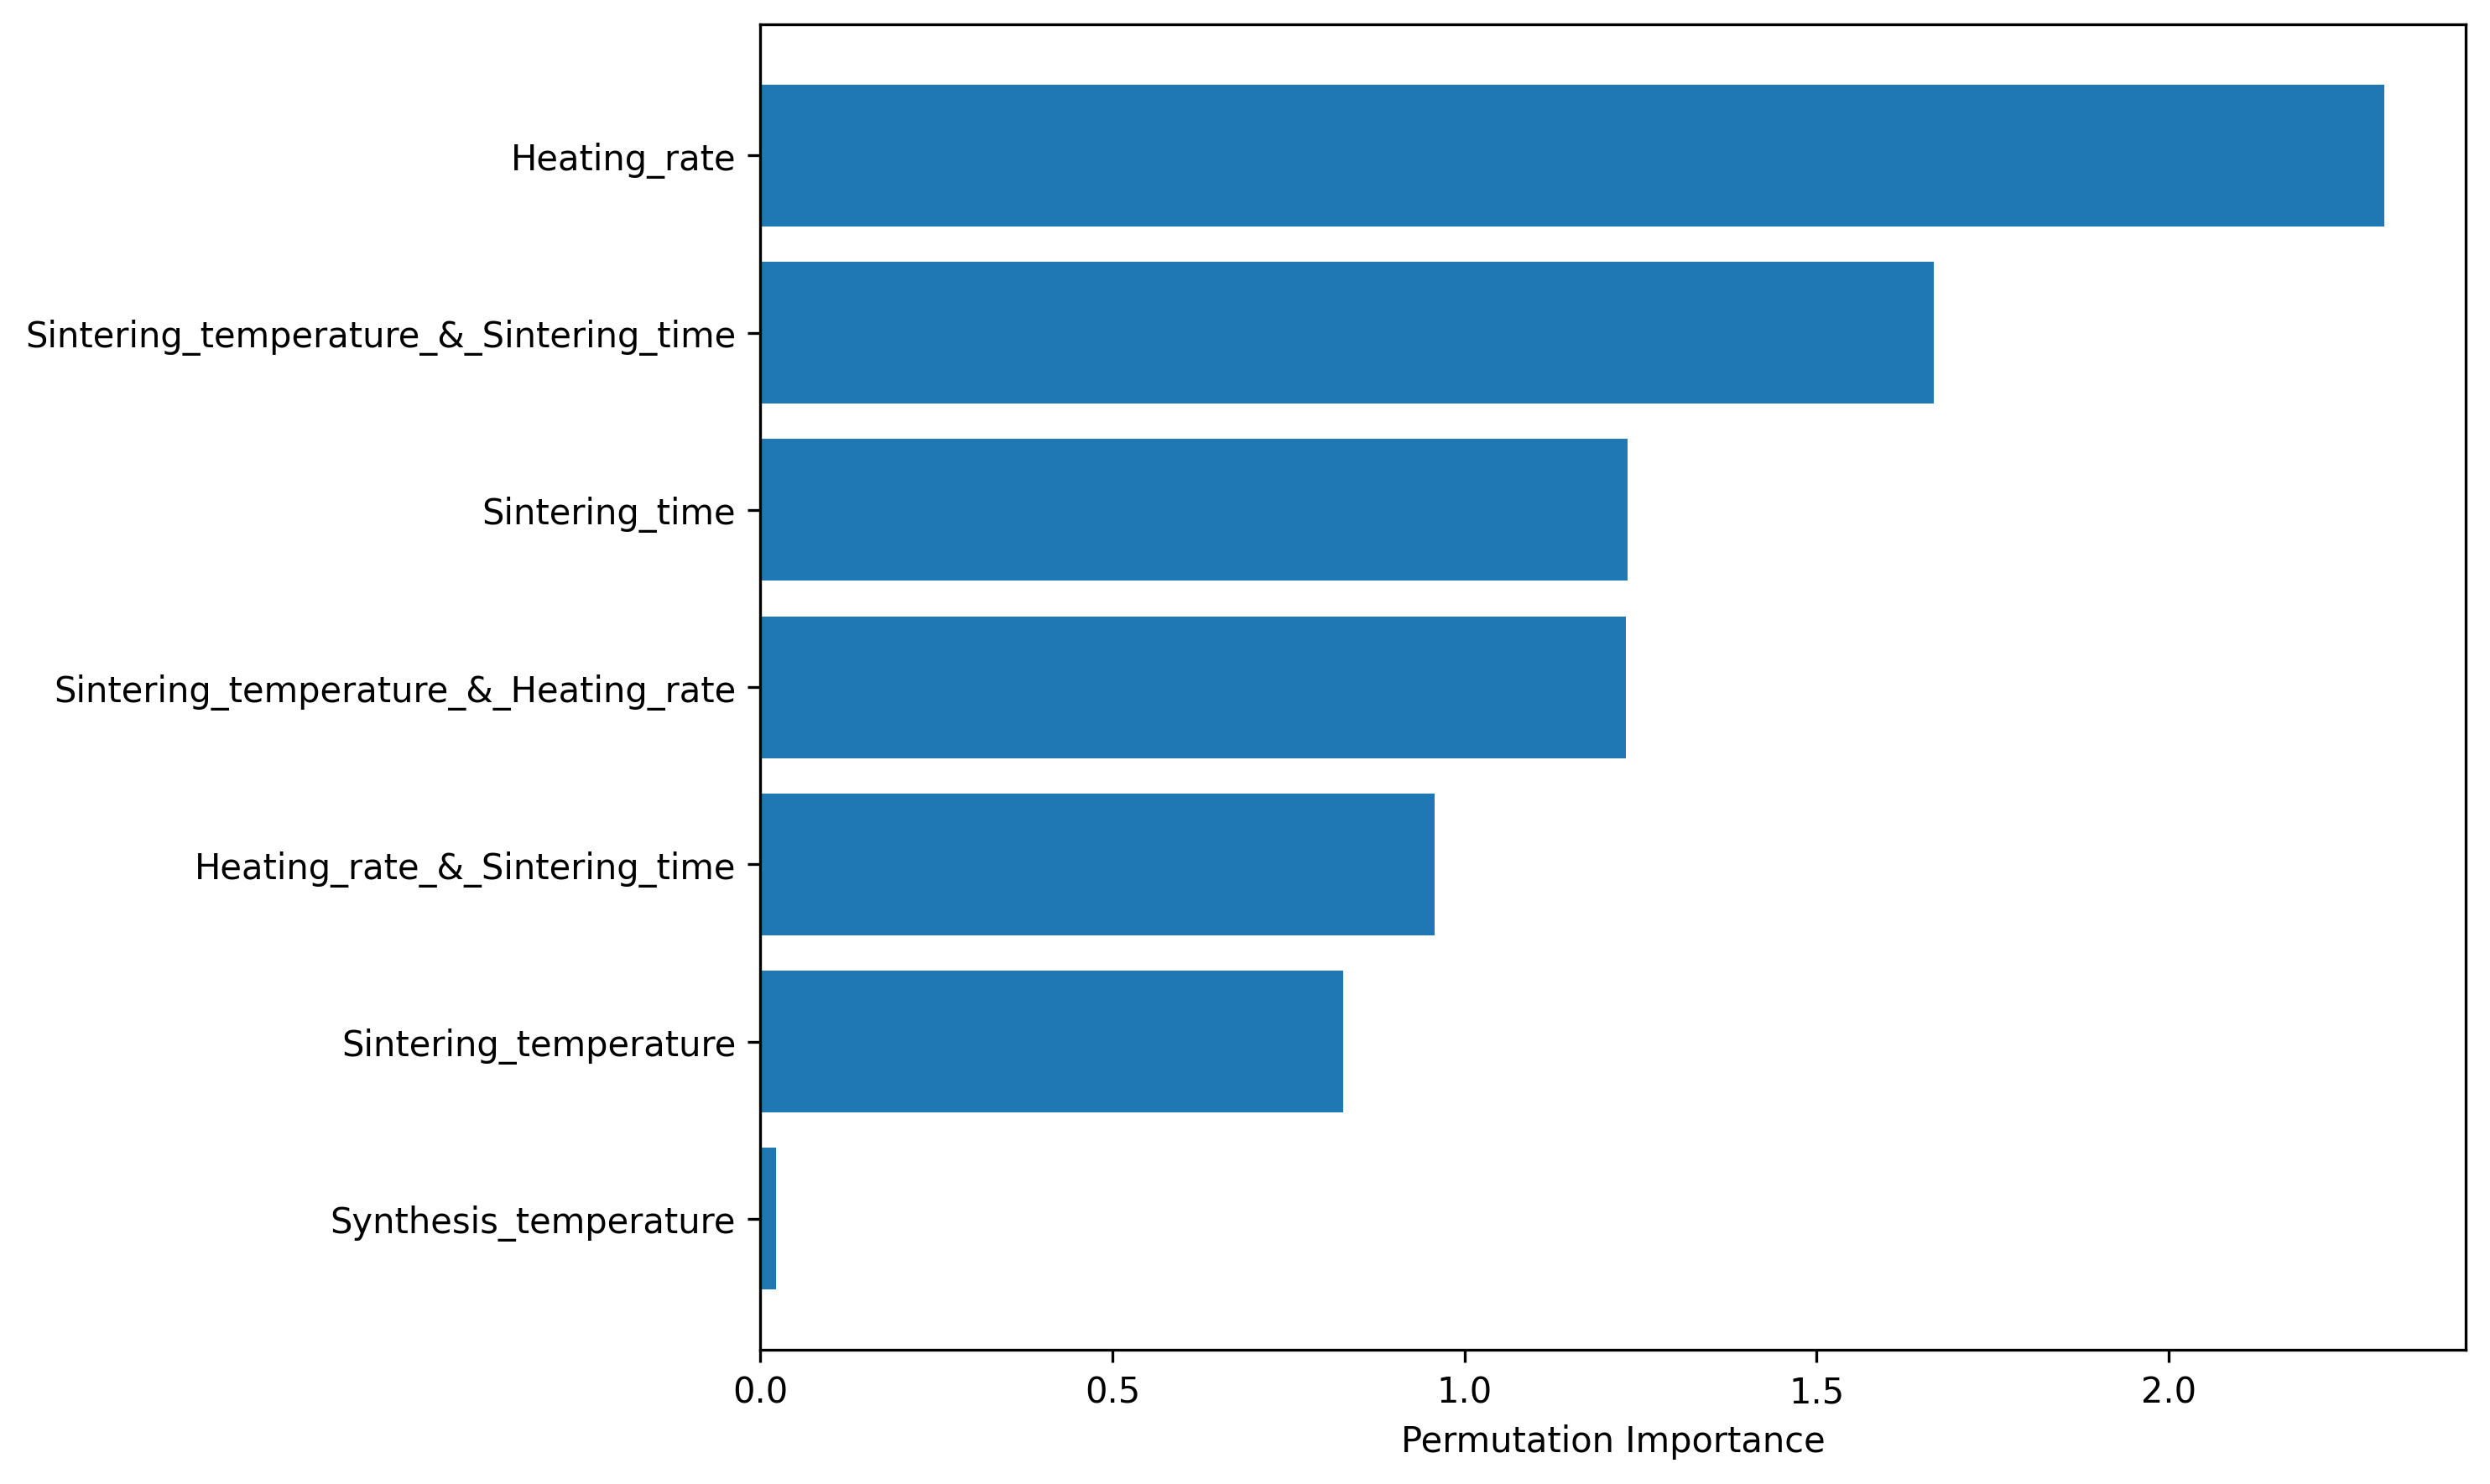 Heating_rate
Sintering_temperature_&_Sintering_time
Sintering_time
Sintering_temperature_&_Heating_rate
Heating_rate_&_Sintering_time
Sintering_temperature
Synthesis_temperature
0.0 0.5 1.0 1.5 2.0
Permutation Importance